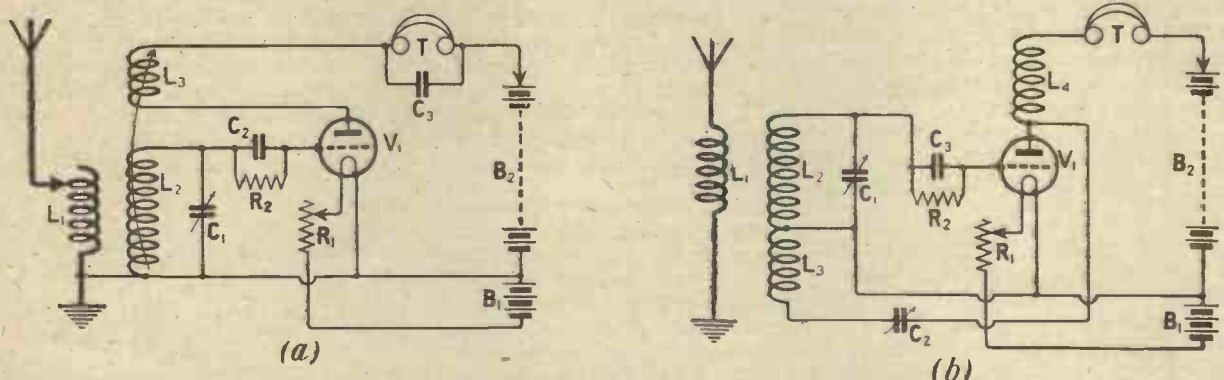 L₃
T
C₃
C₂
V₁
L₂
R₂
B₂
L₁
C₁
R₁
B₁
(a)
T
L₄
C₃
V₁
L₁
L₂
C₁
R₂
B₂
R₁
L₃
C₂
B₁
(b)